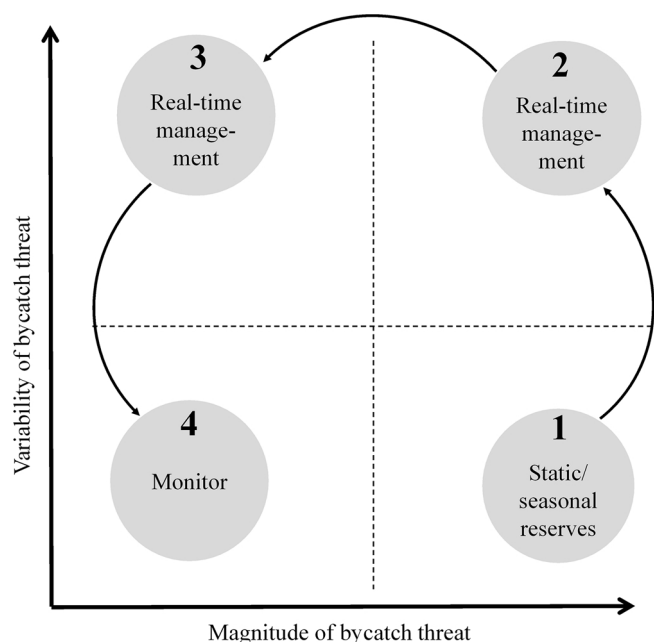 3
Real-time
manage-
ment
2
Real-time
manage-
ment
Variability of bycatch threat
4
Monitor
1
Static/
seasonal
reserves
Magnitude of bycatch threat